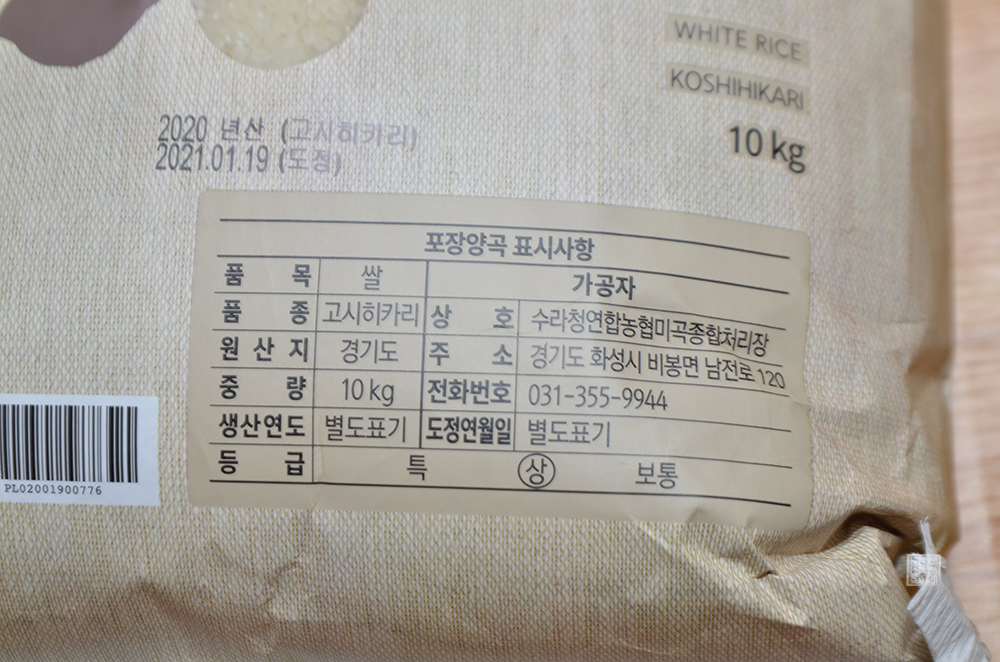 WHITE RICE
KOSHIHIKARI
10 kg
2020 년산 (고시히카리)
2021.01.19 (도정)
포장양곡 표시사항
품 목 쌀 가공자
품 종 고시히카리 상 호 수라청연합농협미곡종합처리장
원 산 지 경기도 주 소 경기도 화성시 비봉면 남전로 120
중 량 10 kg 전화번호 031-355-9944
생산연도 별도표기 도정연월일 별도표기
등 급 특 상 보통
PL02001900776